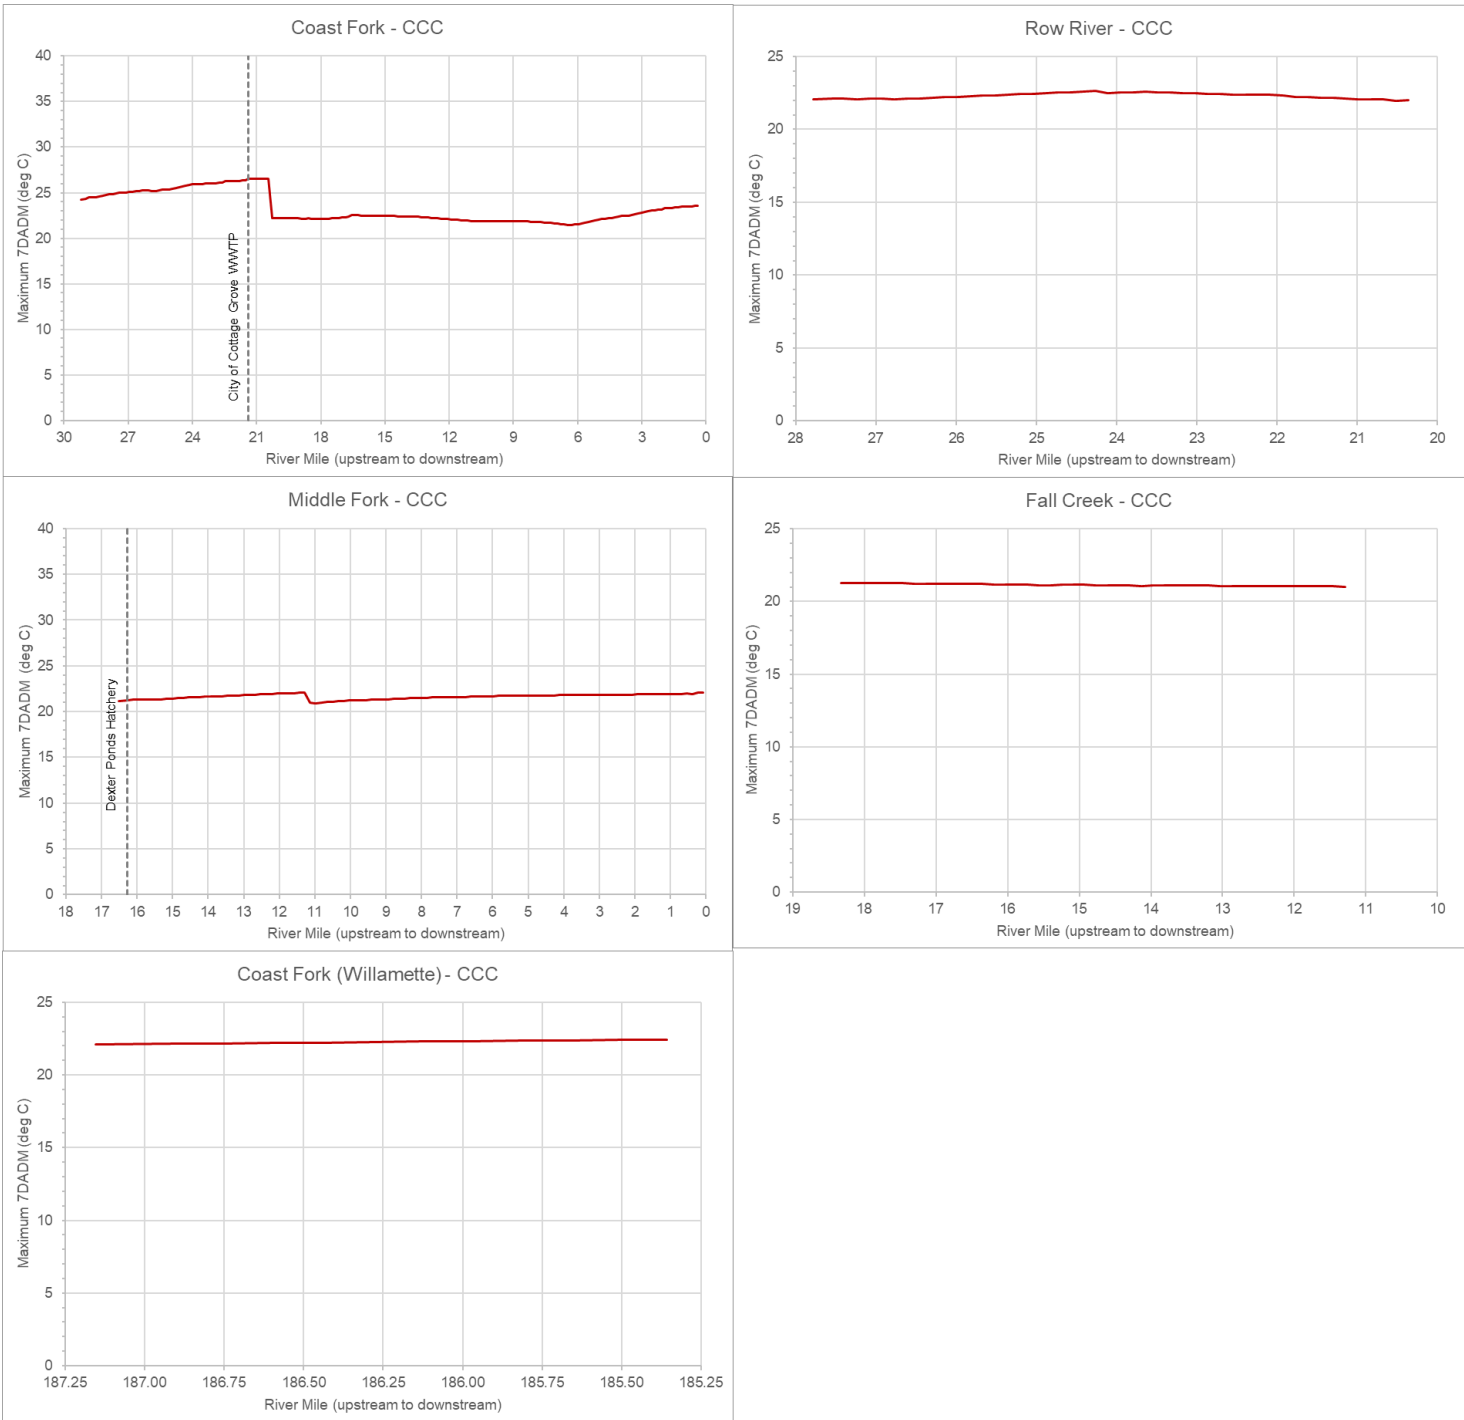 Coast Fork - CCC
Maximum 7DADM (deg C)
40
35
30
25
20
15
10
5
0
City of Cottage Grove WWTP
30 27 24 21 18 15 12 9 6 3 0
River Mile (upstream to downstream)
Row River - CCC
Maximum 7DADM (deg C)
25
20
15
10
5
0
28 27 26 25 24 23 22 21 20
River Mile (upstream to downstream)
Middle Fork - CCC
Maximum 7DADM (deg C)
40
35
30
25
20
15
10
5
0
Dexter Ponds Hatchery
18 17 16 15 14 13 12 11 10 9 8 7 6 5 4 3 2 1 0
River Mile (upstream to downstream)
Fall Creek - CCC
Maximum 7DADM (deg C)
25
20
15
10
5
0
19 18 17 16 15 14 13 12 11 10
River Mile (upstream to downstream)
Coast Fork (Willamette) - CCC
Maximum 7DADM (deg C)
25
20
15
10
5
0
187.25 187.00 186.75 186.50 186.25 186.00 185.75 185.50 185.25
River Mile (upstream to downstream)